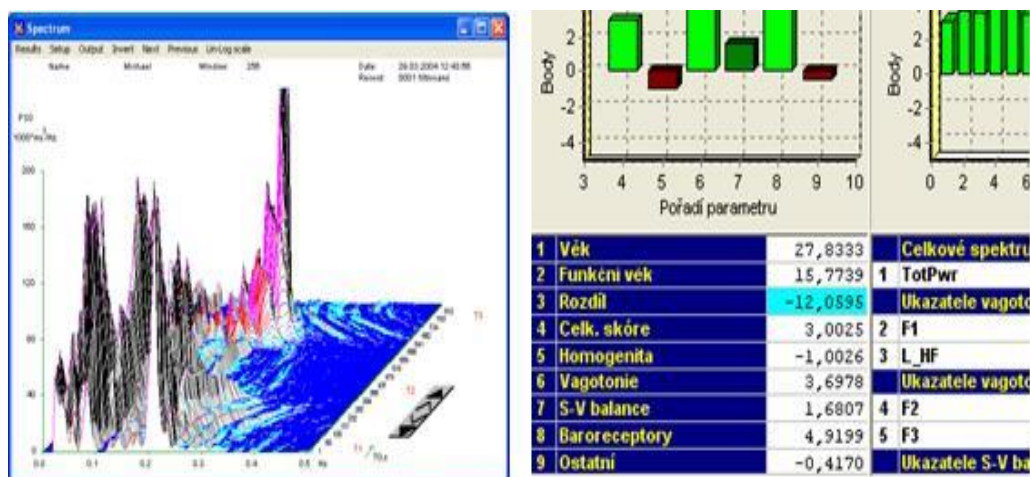 Spectrum
Results Setup Output Invert Next Previous Lin-Log scale
Name Michael Window 256
Date: 26.03.2004 12:40:56
Record:
200
160
120
80
40
0
0.0 0.1 0.2 0.3 0.4 0.5 Hz
T3
T2
T1
Body
2
0
-2
-4
3 4 5 6 7 8 9 10
Pořadí parametru
Body
2
0
-2
-4
0 2 4 6
1 Věk 27,8333
2 Funkční věk 15,7739
3 Rozdíl -12,0595
4 Celk. skóre 3,0025
5 Homogenita -1,0026
6 Vagotonie 3,6978
7 S-V balance 1,6807
8 Baroreceptory 4,9199
9 Ostatní -0,4170
Celkové spektru
1 TotPwr
Ukazatele vagoto
2 F1
3 L_HF
Ukazatele vagoto
4 F2
5 F3
Ukazatele S-V ba